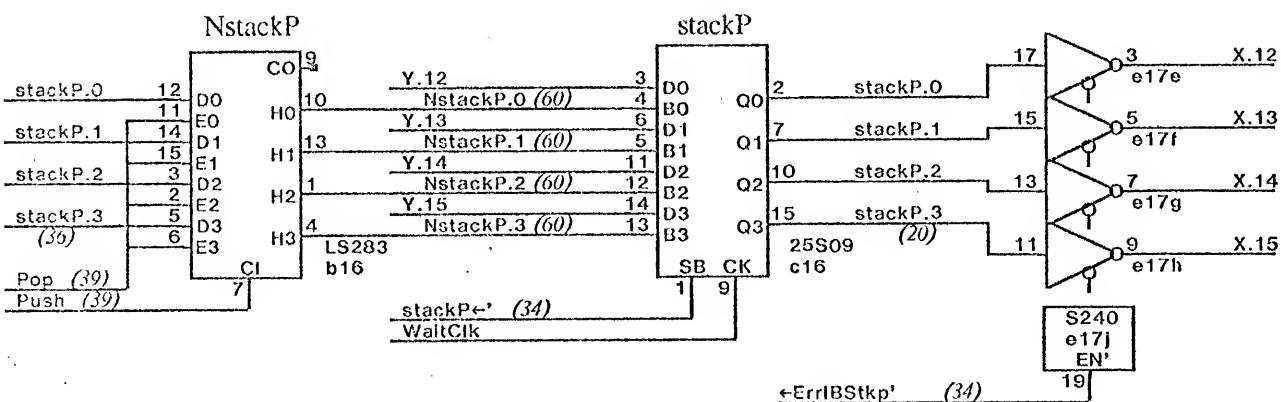 NstackP
stackP
CO 9
stackP.0 12 D0
11 E0
H0 10
stackP.1 14 D1
15 E1
H1 13
stackP.2 3 D2
2 E2
H2 1
stackP.3 5 D3
(36) 6 E3
H3 4
LS283
b16
CI
7
Pop (39)
Push (39)
Y.12 3 D0
NstackP.0 (60) 4 B0
Y.13 6 D1
NstackP.1 (60) 5 B1
Y.14 11 D2
NstackP.2 (60) 12 B2
Y.15 14 D3
NstackP.3 (60) 13 B3
Q0 2 stackP.0
Q1 7 stackP.1
Q2 10 stackP.2
Q3 15 stackP.3
(20)
25S09
c16
SB CK
1 9
stackP←' (34)
WaitClk
17 3 X.12
e17e
15 5 X.13
e17f
13 7 X.14
e17g
11 9 X.15
e17h
S240
e17j
EN'
19
←ErrIBStkp' (34)